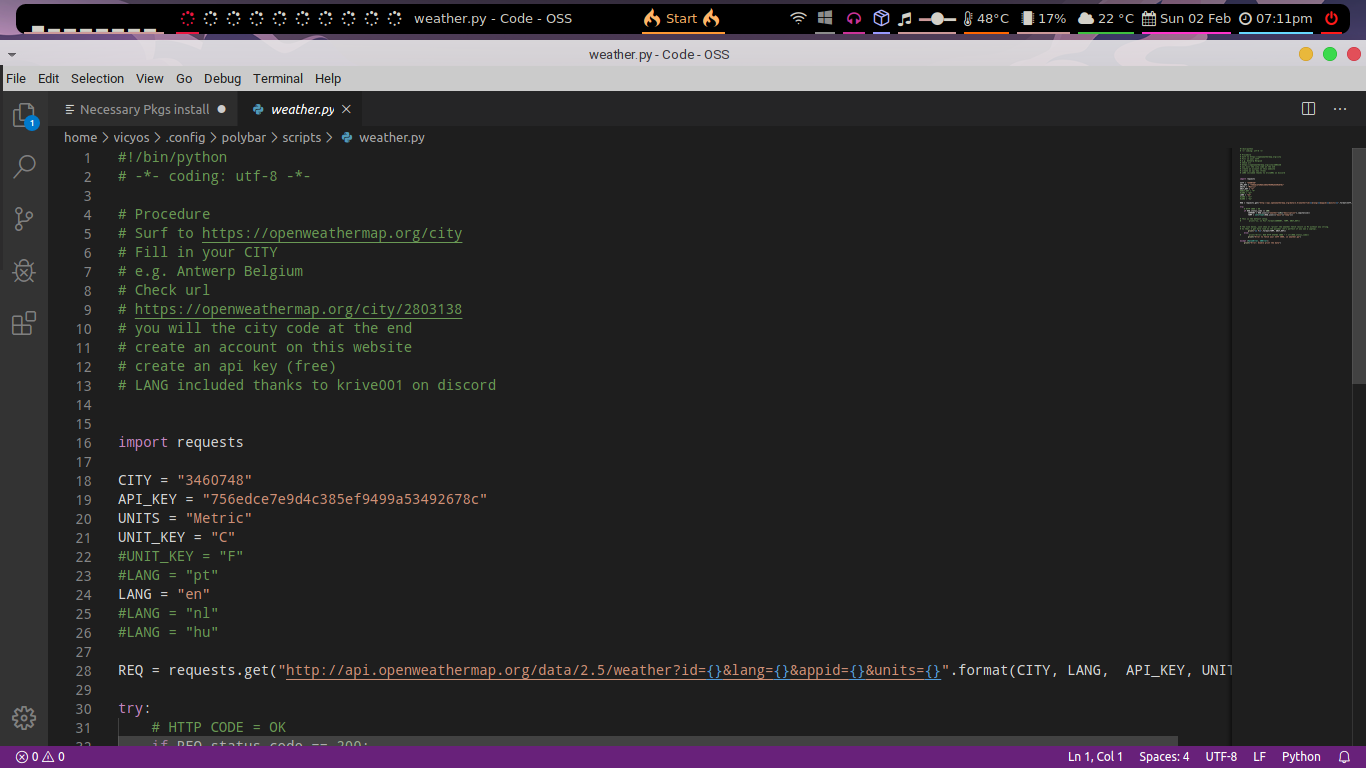 weather.py - Code - OSS
Start
48°C
17%
22 °C
Sun 02 Feb
07:11pm
weather.py - Code - OSS
File Edit Selection View Go Debug Terminal Help
Necessary Pkgs install
weather.py
1
home > vicyos > .config > polybar > scripts > weather.py
1 #!/bin/python
2 # -*- coding: utf-8 -*-
3
4 # Procedure
5 # Surf to https://openweathermap.org/city
6 # Fill in your CITY
7 # e.g. Antwerp Belgium
8 # Check url
9 # https://openweathermap.org/city/2803138
10 # you will the city code at the end
11 # create an account on this website
12 # create an api key (free)
13 # LANG included thanks to krive001 on discord
14
15
16 import requests
17
18 CITY = "3460748"
19 API_KEY = "756edce7e9d4c385ef9499a53492678c"
20 UNITS = "Metric"
21 UNIT_KEY = "C"
22 #UNIT_KEY = "F"
23 #LANG = "pt"
24 LANG = "en"
25 #LANG = "nl"
26 #LANG = "hu"
27
28 REQ = requests.get("http://api.openweathermap.org/data/2.5/weather?id={}&lang={}&appid={}&units={}".format(CITY, LANG,  API_KEY, UNIT
29
30 try:
31     # HTTP CODE = OK
32     if REQ.status_code == 200:
0 0
Ln 1, Col 1
Spaces: 4
UTF-8
LF
Python